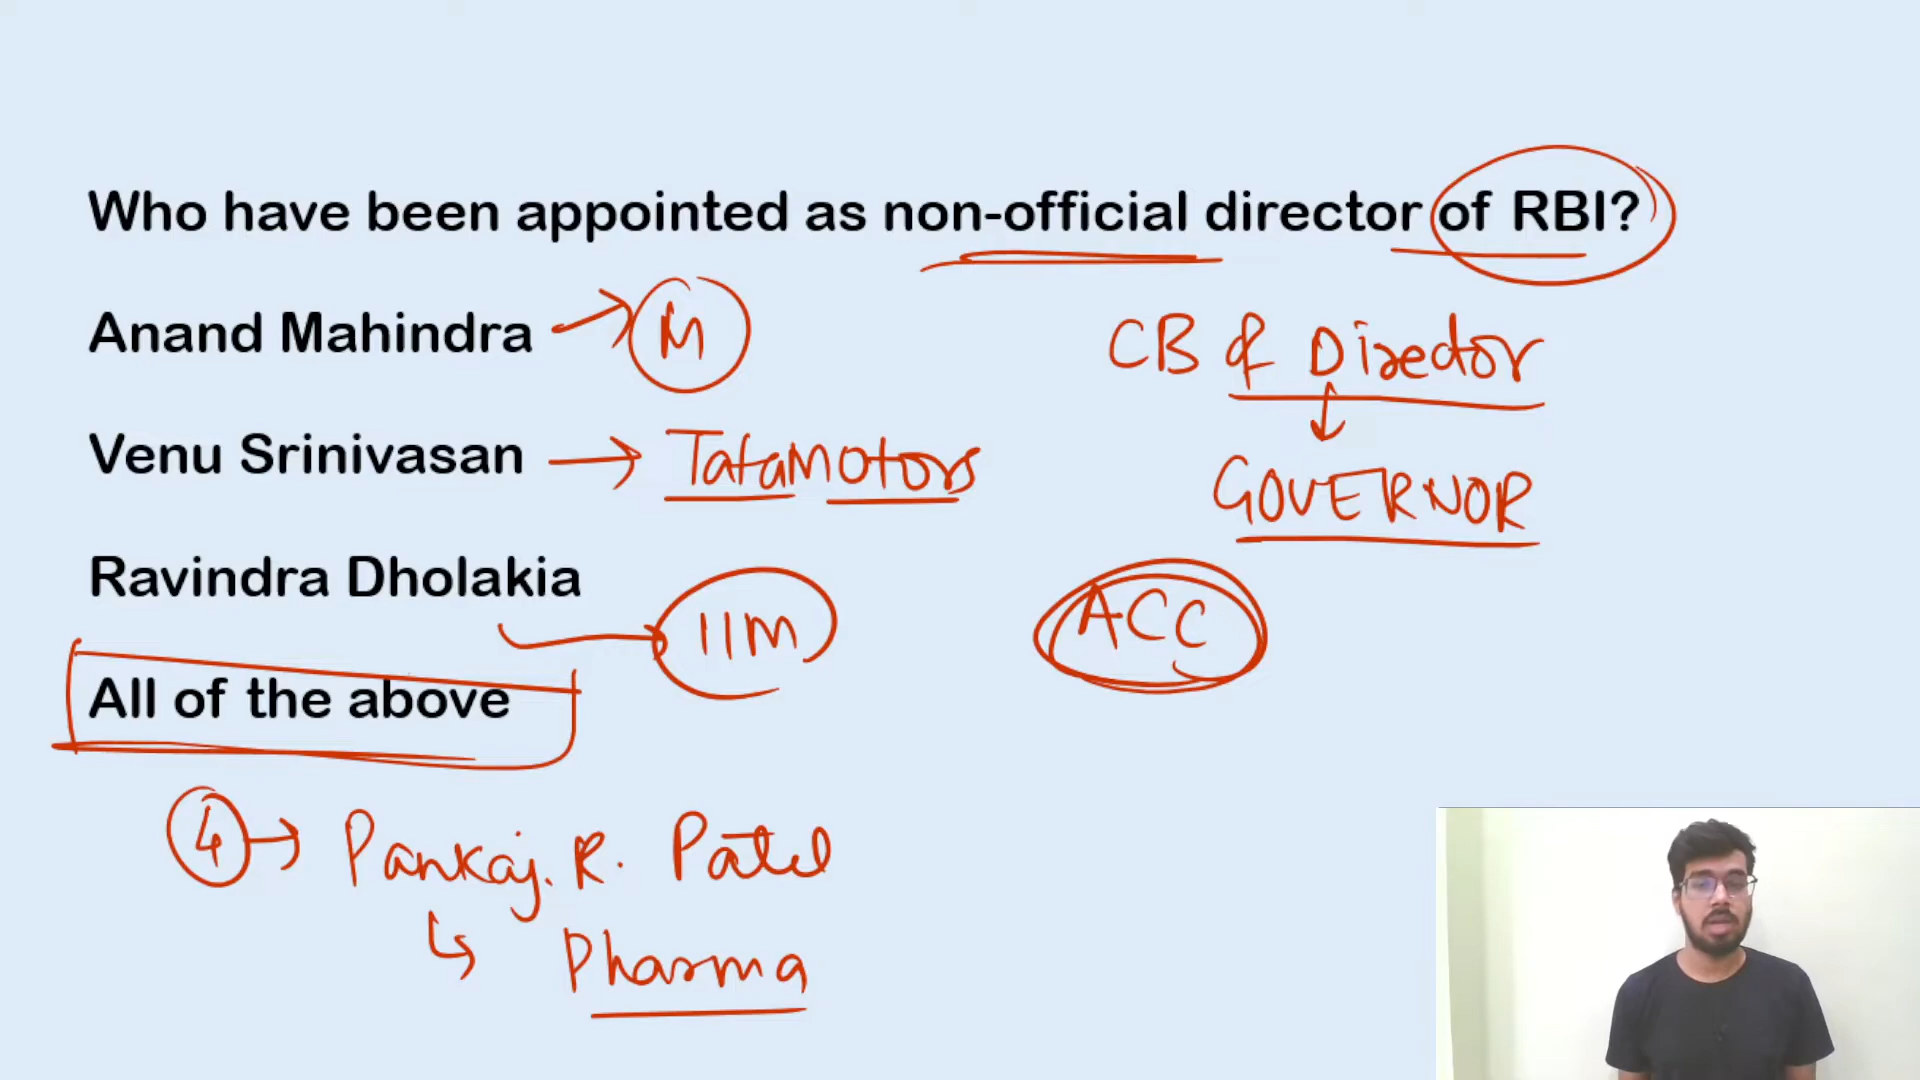 Who have been appointed as non-official director of RBI?
Anand Mahindra → M
CB of Director
Venu Srinivasan → TataMotors
GOVERNOR
Ravindra Dholakia
IIM
ACC
All of the above
4 → Pankaj. R. Patel
Pharma